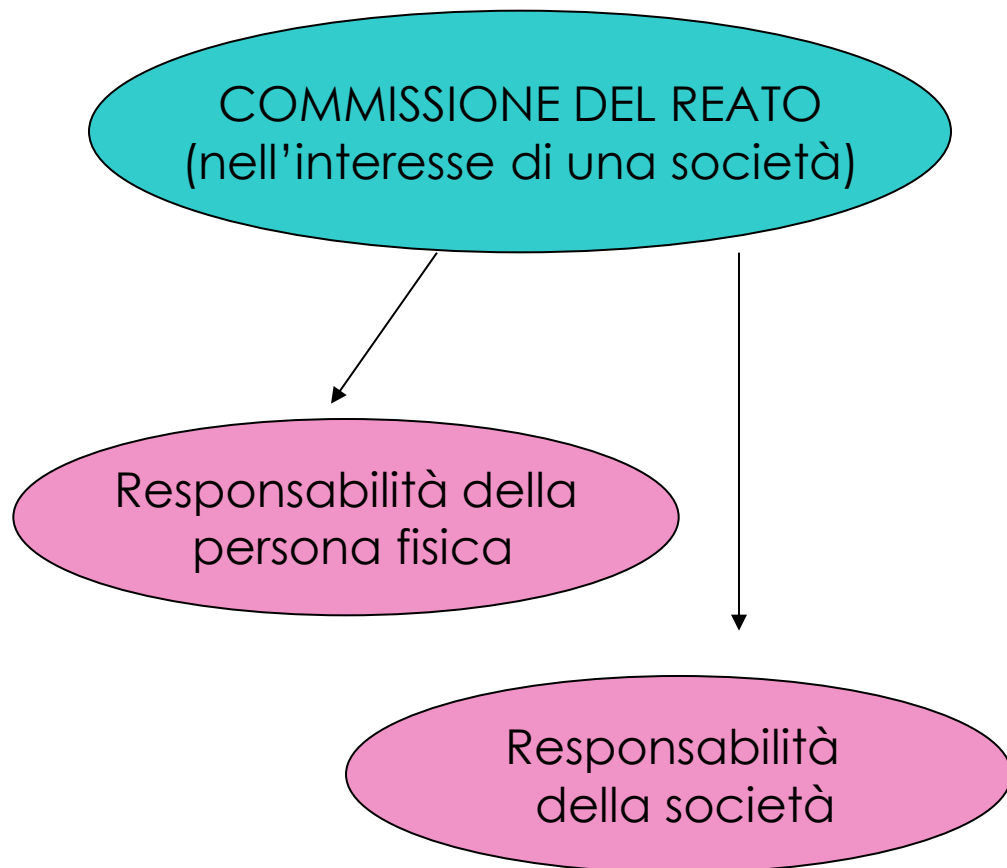 COMMISSIONE DEL REATO
(nell’interesse di una società)
Responsabilità della
persona fisica
Responsabilità
della società